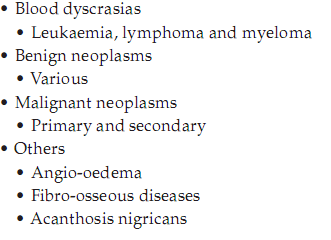 • Blood dyscrasias
• Leukaemia, lymphoma and myeloma
• Benign neoplasms
• Various
• Malignant neoplasms
• Primary and secondary
• Others
• Angio-oedema
• Fibro-osseous diseases
• Acanthosis nigricans